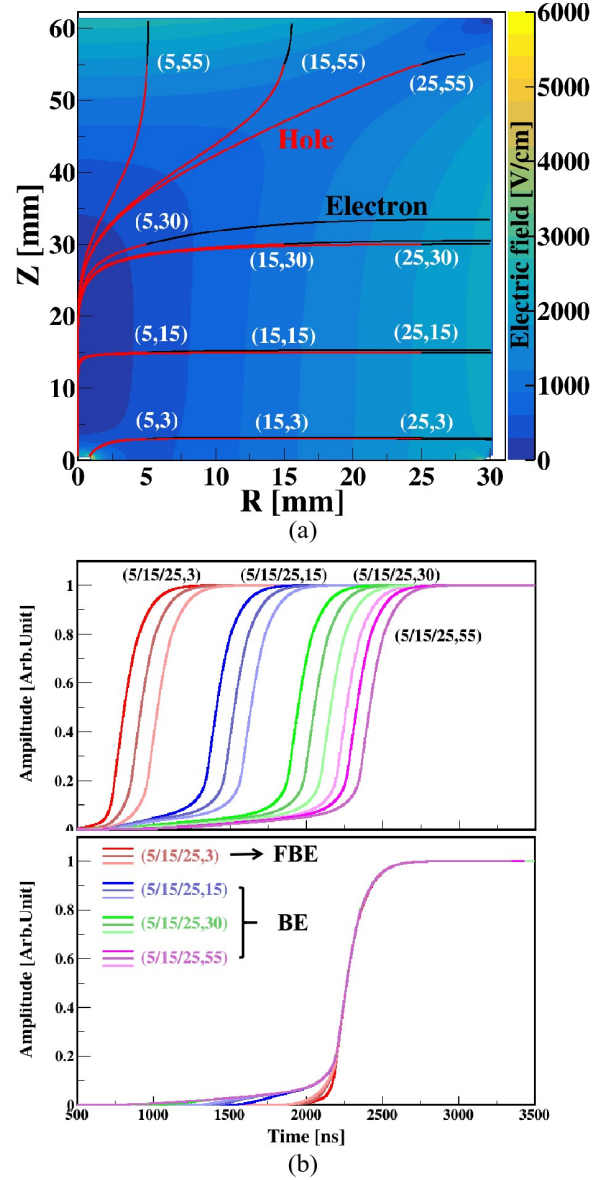 60
50
40
30
20
10
0
Z [mm]
(5,55)
(15,55)
(25,55)
Hole
Electron
(5,30)
(15,30)
(25,30)
(5,15)
(15,15)
(25,15)
(5,3)
(15,3)
(25,3)
0 5 10 15 20 25 30
R [mm]
6000
5000
4000
3000
2000
1000
0
Electric field [V/cm]
(a)
(5/15/25,3) (5/15/25,15) (5/15/25,30)
(5/15/25,55)
1
0.8
0.6
0.4
0.2
0
Ampiltude [Arb.Unit]
(5/15/25,3) FBE
(5/15/25,15)
(5/15/25,30)
BE
(5/15/25,55)
1
0.8
0.6
0.4
0.2
0
Amplitude [Arb.Unit]
500 1000 1500 2000 2500 3000 3500
Time [ns]
(b)